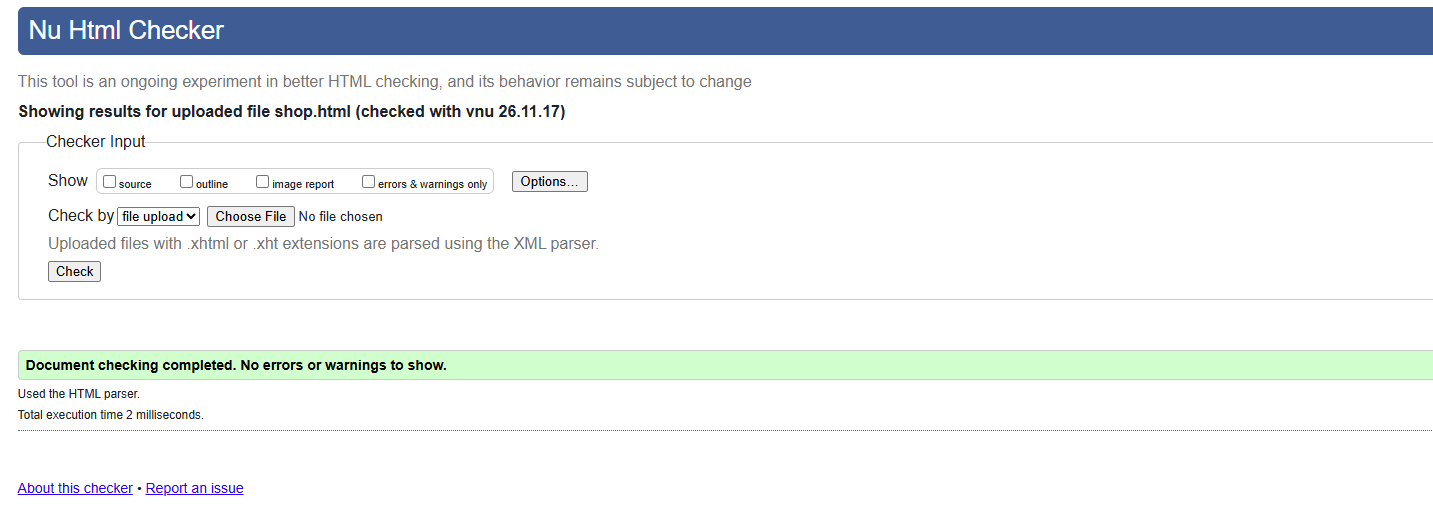 Nu Html Checker
This tool is an ongoing experiment in better HTML checking, and its behavior remains subject to change
Showing results for uploaded file shop.html (checked with vnu 26.11.17)
Checker Input
Show source outline image report errors & warnings only Options...
Check by file upload Choose File No file chosen
Uploaded files with .xhtml or .xht extensions are parsed using the XML parser.
Check
Document checking completed. No errors or warnings to show.
Used the HTML parser.
Total execution time 2 milliseconds.
About this checker • Report an issue